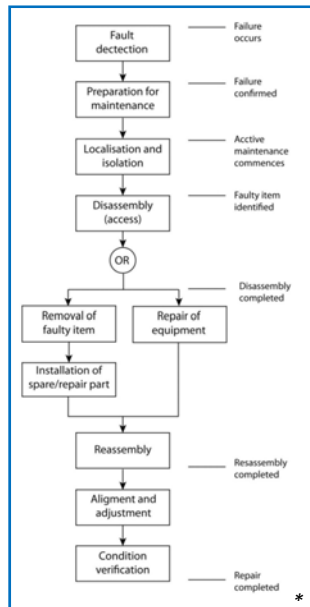 Fault
dectection
Failure
occurs
Preparation for
maintenance
Failure
confirmed
Localisation and
isolation
Acctive
maintenance
commences
Disassembly
(access)
Faulty item
identified
OR
Disassembly
completed
Removal of
faulty item
Repair of
equipment
Installation of
spare/repair part
Reassembly
Resassembly
completed
Aligment and
adjustment
Condition
verification
Repair
completed
*